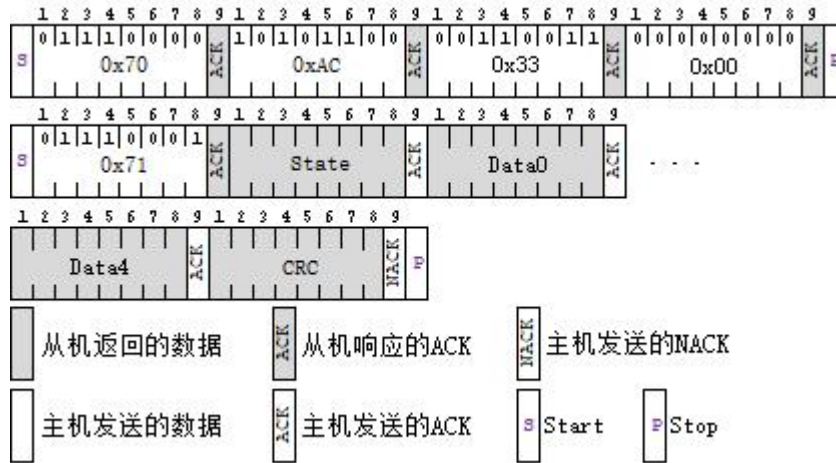 1 2 3 4 5 6 7 8 9 1 2 3 4 5 6 7 8 9 1 2 3 4 5 6 7 8 9 1 2 3 4 5 6 7 8 9
0 1 1 1 0 0 0 0 1 0 1 0 1 1 0 0 0 0 1 1 0 0 1 1 0 0 0 0 0 0 0 0
S 0x70 ACK 0xAC ACK 0x33 ACK 0x00 ACK P
1 2 3 4 5 6 7 8 9 1 2 3 4 5 6 7 8 9 1 2 3 4 5 6 7 8 9
0 1 1 1 0 0 0 1
S 0x71 ACK State ACK Data0 ACK ....
1 2 3 4 5 6 7 8 9 1 2 3 4 5 6 7 8 9
Data4 ACK CRC NACK P
从机返回的数据 ACK 从机响应的ACK NACK 主机发送的NACK
主机发送的数据 ACK 主机发送的ACK S Start P Stop